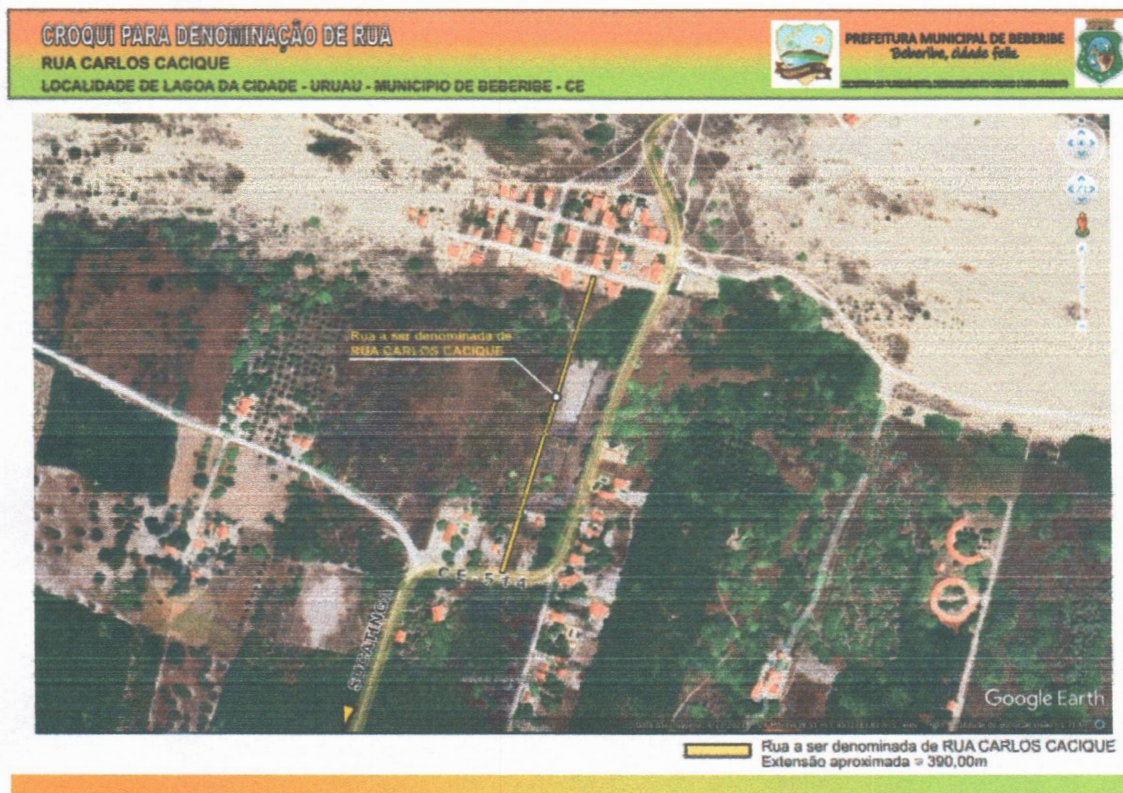 CROQUI PARA DENOMINAÇÃO DE RUA
RUA CARLOS CACIQUE
LOCALIDADE DE LAGOA DA CIDADE - URUAU - MUNICIPIO DE BEBERIBE - CE
PREFEITURA MUNICIPAL DE BEBERIBE
Beberibe, cidade feliz
Rua a ser denominada de
RUA CARLOS CACIQUE
CE-514
SUCATINGA
Google Earth
Rua a ser denominada de RUA CARLOS CACIQUE
Extensão aproximada = 390,00m